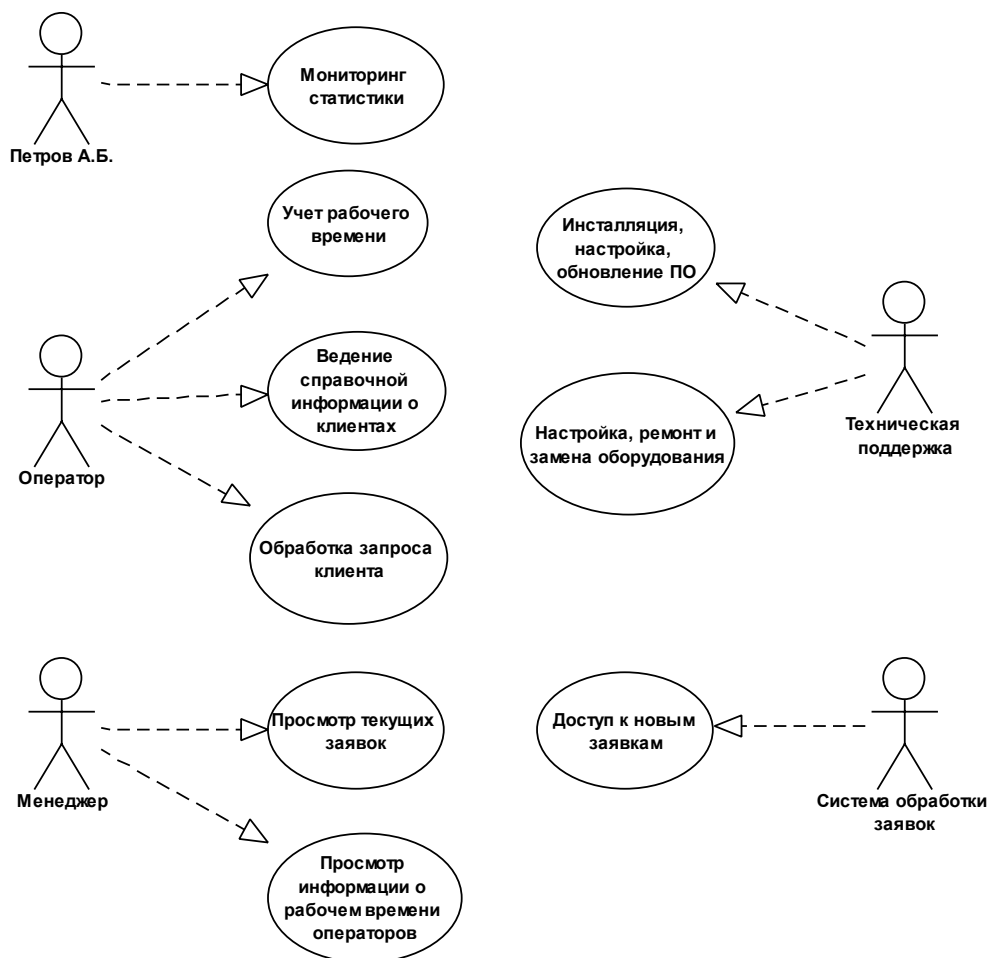 Мониторинг
статистики
Петров А.Б.
Учет рабочего
времени
Инсталляция,
настройка,
обновление ПО
Ведение
справочной
информации о
клиентах
Оператор
Настройка, ремонт и
замена оборудования
Техническая
поддержка
Обработка запроса
клиента
Просмотр текущих
заявок
Менеджер
Доступ к новым
заявкам
Система обработки
заявок
Просмотр
информации о
рабочем времени
операторов